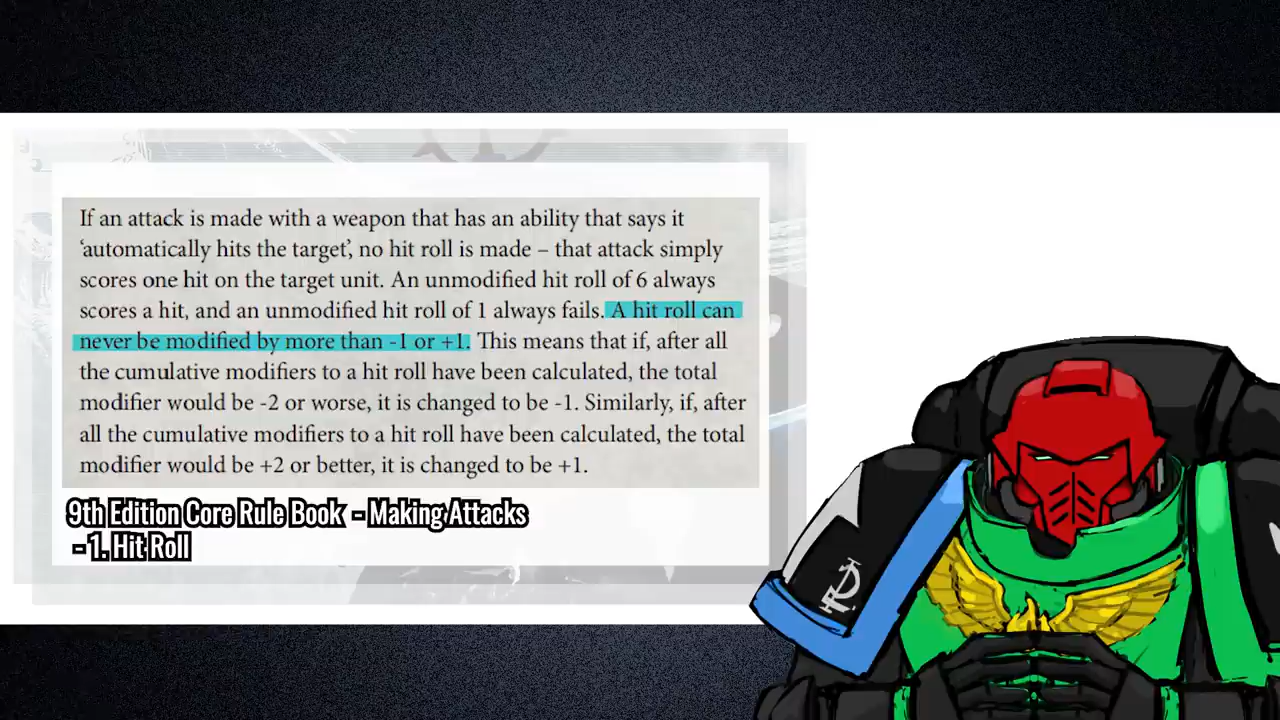 If an attack is made with a weapon that has an ability that says it
‘automatically hits the target’, no hit roll is made – that attack simply
scores one hit on the target unit. An unmodified hit roll of 6 always
scores a hit, and an unmodified hit roll of 1 always fails. A hit roll can
never be modified by more than -1 or +1. This means that if, after all
the cumulative modifiers to a hit roll have been calculated, the total
modifier would be -2 or worse, it is changed to be -1. Similarly, if, after
all the cumulative modifiers to a hit roll have been calculated, the total
modifier would be +2 or better, it is changed to be +1.
9th Edition Core Rule Book - Making Attacks
- 1. Hit Roll